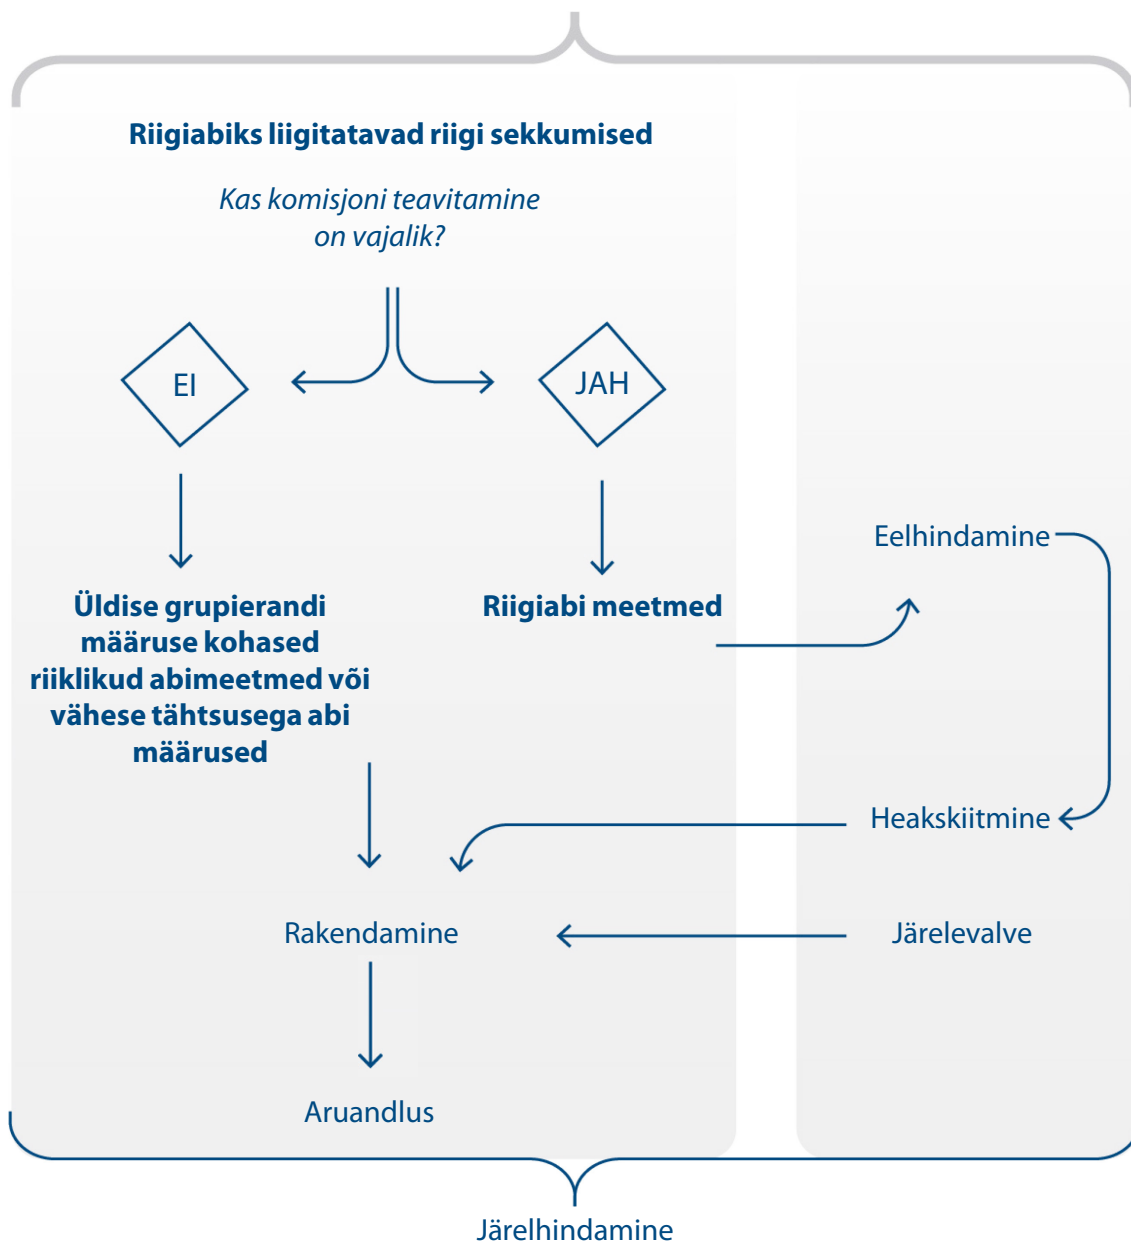 Riigiabiks liigitatavad riigi sekkumised
Kas komisjoni teavitamine
on vajalik?
EI
JAH
Eelhindamine
Üldise grupierandi
määruse kohased
riiklikud abimeetmed või
vähese tähtsusega abi
määrused
Riigiabi meetmed
Heakskiitmine
Rakendamine
Järelevalve
Aruandlus
Järelhindamine